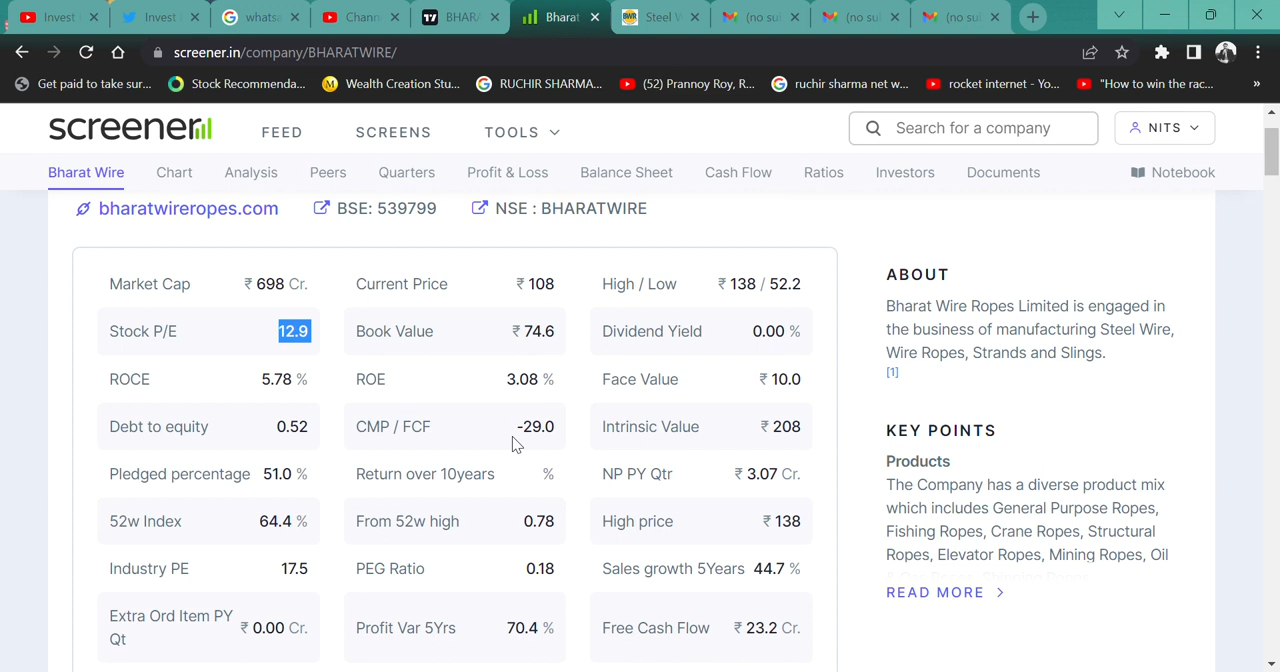 Invest
Invest
whats
Chann
BHAR
Bharat
Steel W
(no su
(no sul
(no su
screener.in/company/BHARATWIRE/
Get paid to take sur...
Stock Recommenda...
Wealth Creation Stu...
RUCHIR SHARMA...
(52) Prannoy Roy, R...
ruchir sharma net w...
rocket internet - Yo...
"How to win the rac...
»
screener
FEED
SCREENS
TOOLS
Search for a company
NITS
Bharat Wire
Chart
Analysis
Peers
Quarters
Profit & Loss
Balance Sheet
Cash Flow
Ratios
Investors
Documents
Notebook
bharatwireropes.com
BSE: 539799
NSE : BHARATWIRE
Market Cap ₹ 698 Cr.
Current Price ₹ 108
High / Low ₹ 138 / 52.2
Stock P/E 12.9
Book Value ₹ 74.6
Dividend Yield 0.00 %
ROCE 5.78 %
ROE 3.08 %
Face Value ₹ 10.0
Debt to equity 0.52
CMP / FCF -29.0
Intrinsic Value ₹ 208
Pledged percentage 51.0 %
Return over 10years %
NP PY Qtr ₹ 3.07 Cr.
52w Index 64.4 %
From 52w high 0.78
High price ₹ 138
Industry PE 17.5
PEG Ratio 0.18
Sales growth 5Years 44.7 %
Extra Ord Item PY
Qt ₹ 0.00 Cr.
Profit Var 5Yrs 70.4 %
Free Cash Flow ₹ 23.2 Cr.
ABOUT
Bharat Wire Ropes Limited is engaged in
the business of manufacturing Steel Wire,
Wire Ropes, Strands and Slings.
[1]
KEY POINTS
Products
The Company has a diverse product mix
which includes General Purpose Ropes,
Fishing Ropes, Crane Ropes, Structural
Ropes, Elevator Ropes, Mining Ropes, Oil
READ MORE >